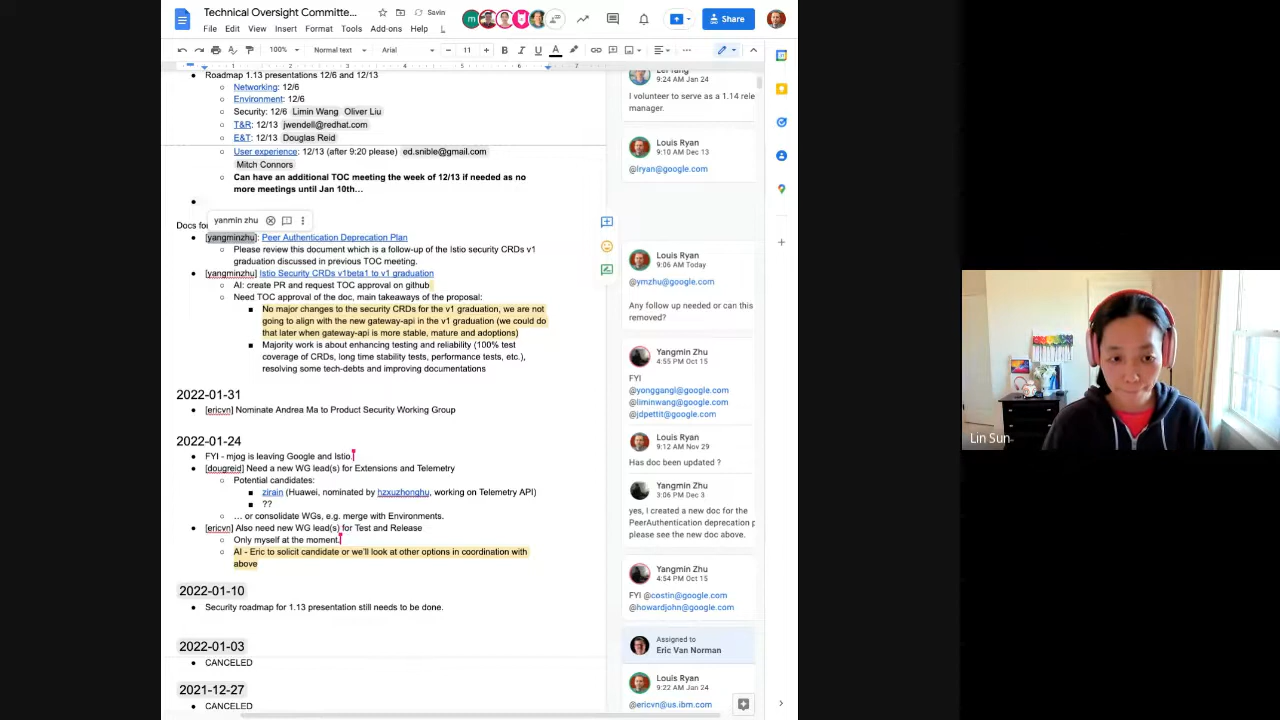 Technical Oversight Committe...
Savin
File Edit View Insert Format Tools Add-ons Help
Share
100% Normal text Arial 11
Roadmap 1.13 presentations 12/6 and 12/13
Networking: 12/6
Environment: 12/6
Security: 12/6 Limin Wang Oliver Liu
T&R: 12/13 jwendell@redhat.com
E&T: 12/13 Douglas Reid
User experience: 12/13 (after 9:20 please) ed.snible@gmail.com
Mitch Connors
Can have an additional TOC meeting the week of 12/13 if needed as no
more meetings until Jan 10th…
yanmin zhu
Docs for
[yangminzhu]: Peer Authentication Deprecation Plan
Please review this document which is a follow-up of the Istio security CRDs v1
graduation discussed in previous TOC meeting.
[yangminzhu] Istio Security CRDs v1beta1 to v1 graduation
AI: create PR and request TOC approval on github
Need TOC approval of the doc, main takeaways of the proposal:
No major changes to the security CRDs for the v1 graduation, we are not
going to align with the new gateway-api in the v1 graduation (we could do
that later when gateway-api is more stable, mature and adoptions)
Majority work is about enhancing testing and reliability (100% test
coverage of CRDs, long time stability tests, performance tests, etc.),
resolving some tech-debts and improving documentations
2022-01-31
[ericvn] Nominate Andrea Ma to Product Security Working Group
2022-01-24
FYI - mjog is leaving Google and Istio.
[dougreid] Need a new WG lead(s) for Extensions and Telemetry
Potential candidates:
zirain (Huawei, nominated by hzxuzhonghu, working on Telemetry API)
??
… or consolidate WGs, e.g. merge with Environments.
[ericvn] Also need new WG lead(s) for Test and Release
Only myself at the moment.
AI - Eric to solicit candidate or we'll look at other options in coordination with
above
2022-01-10
Security roadmap for 1.13 presentation still needs to be done.
2022-01-03
CANCELED
2021-12-27
CANCELED
9:24 AM Jan 24
I volunteer to serve as a 1.14 rele
manager.
Louis Ryan
9:10 AM Dec 13
@lryan@google.com
Louis Ryan
9:06 AM Today
@ymzhu@google.com
Any follow up needed or can this
removed?
Yangmin Zhu
4:55 PM Oct 15
FYI
@yonggangl@google.com
@liminwang@google.com
@jdpettit@google.com
Louis Ryan
9:12 AM Nov 29
Has doc been updated ?
Yangmin Zhu
3:06 PM Dec 3
yes, I created a new doc for the
PeerAuthentication deprecation p
please see the new doc above.
Yangmin Zhu
4:54 PM Oct 15
FYI @costin@google.com
@howardjohn@google.com
Assigned to
Eric Van Norman
Louis Ryan
9:22 AM Jan 24
@ericvn@us.ibm.com
Lin Sun